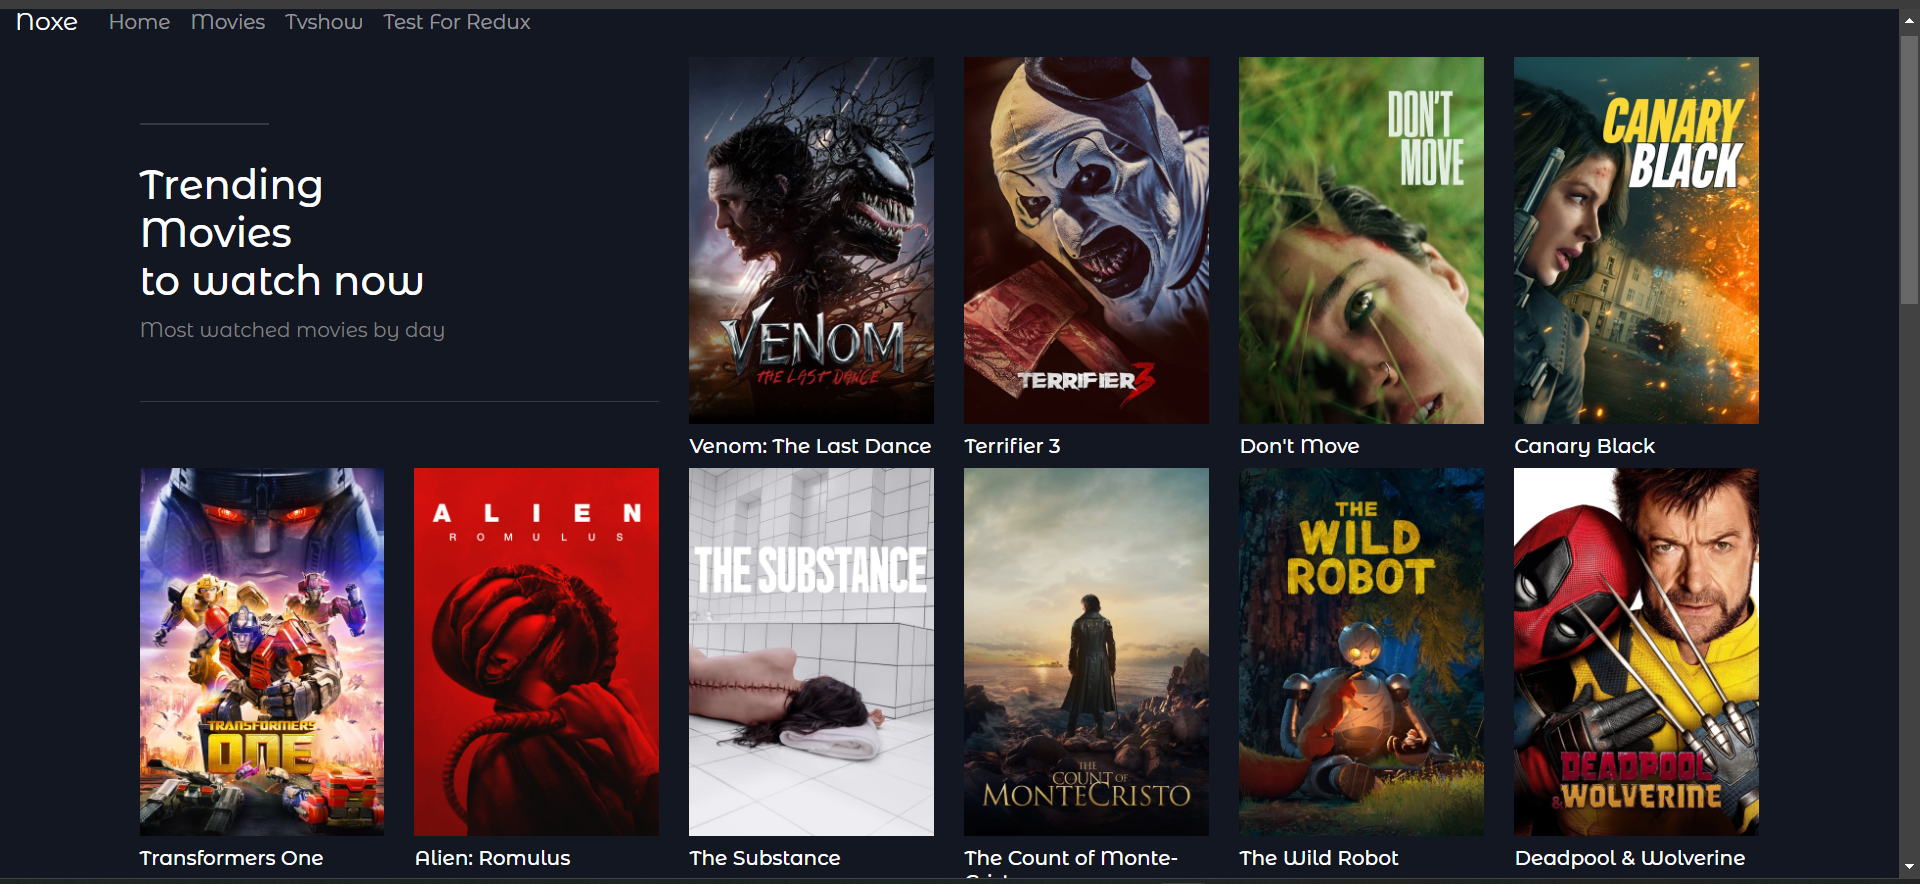 Noxe Home Movies Tvshow Test For Redux
Trending
Movies
to watch now
Most watched movies by day
VENOM
THE LAST DANCE
TERRIFIER 3
DON'T
MOVE
CANARY
BLACK
Venom: The Last Dance
Terrifier 3
Don't Move
Canary Black
TRANSFORMERS
ONE
ALIEN
ROMULUS
THE SUBSTANCE
THE
COUNT OF
MONTE CRISTO
THE
WILD
ROBOT
DEADPOOL
& WOLVERINE
Transformers One
Alien: Romulus
The Substance
The Count of Monte-
The Wild Robot
Deadpool & Wolverine